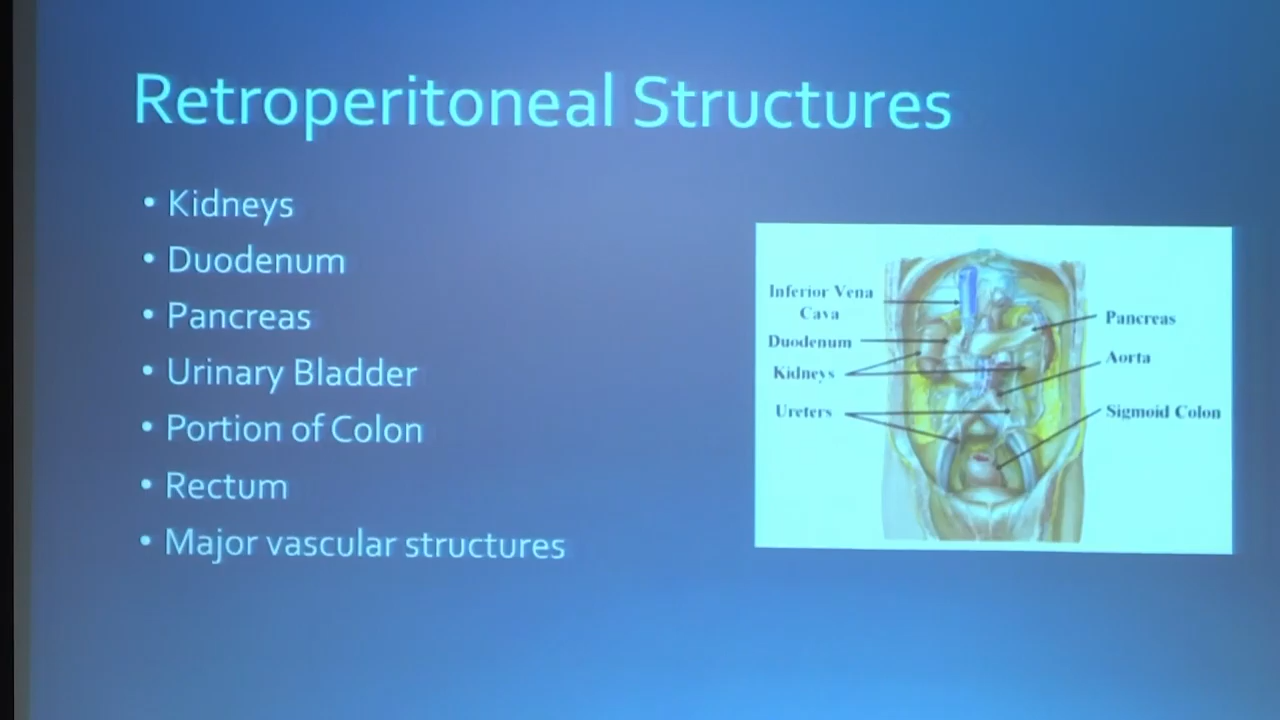 Retroperitoneal Structures
• Kidneys
• Duodenum
• Pancreas
• Urinary Bladder
• Portion of Colon
• Rectum
• Major vascular structures
Inferior Vena
Cava
Duodenum
Kidneys
Ureters
Pancreas
Aorta
Sigmoid Colon